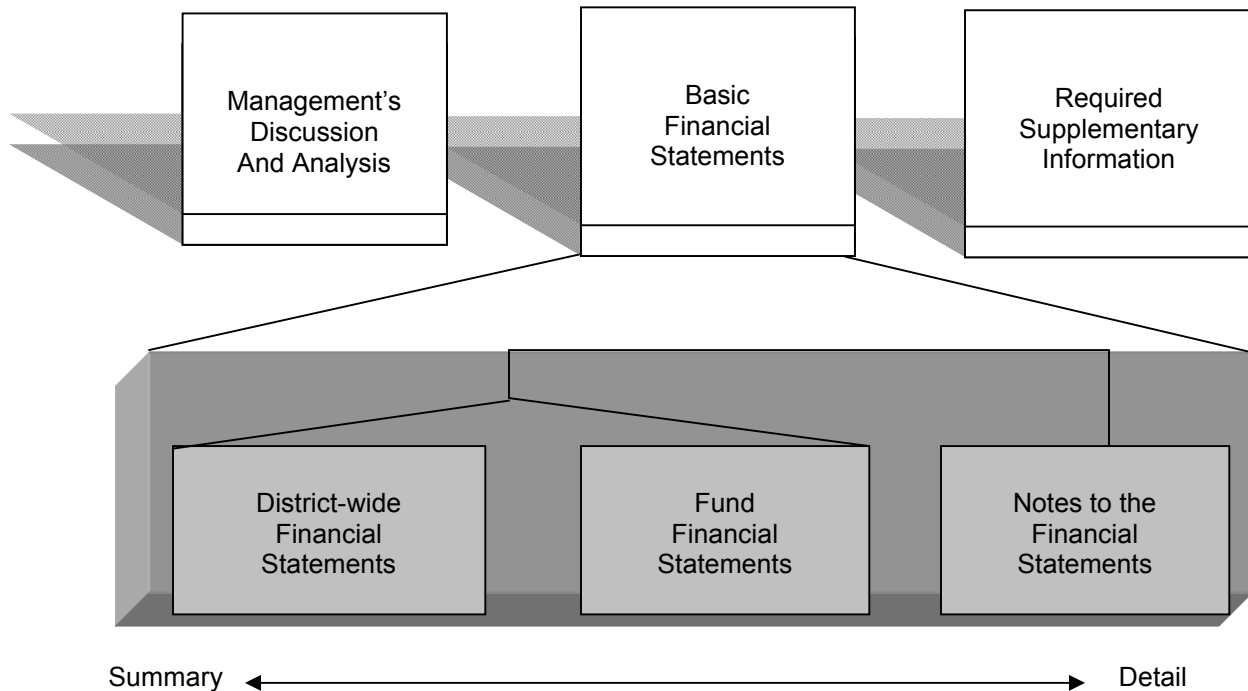 Management’s
Discussion
And Analysis
Basic
Financial
Statements
Required
Supplementary
Information
District-wide
Financial
Statements
Fund
Financial
Statements
Notes to the
Financial
Statements
Summary
Detail